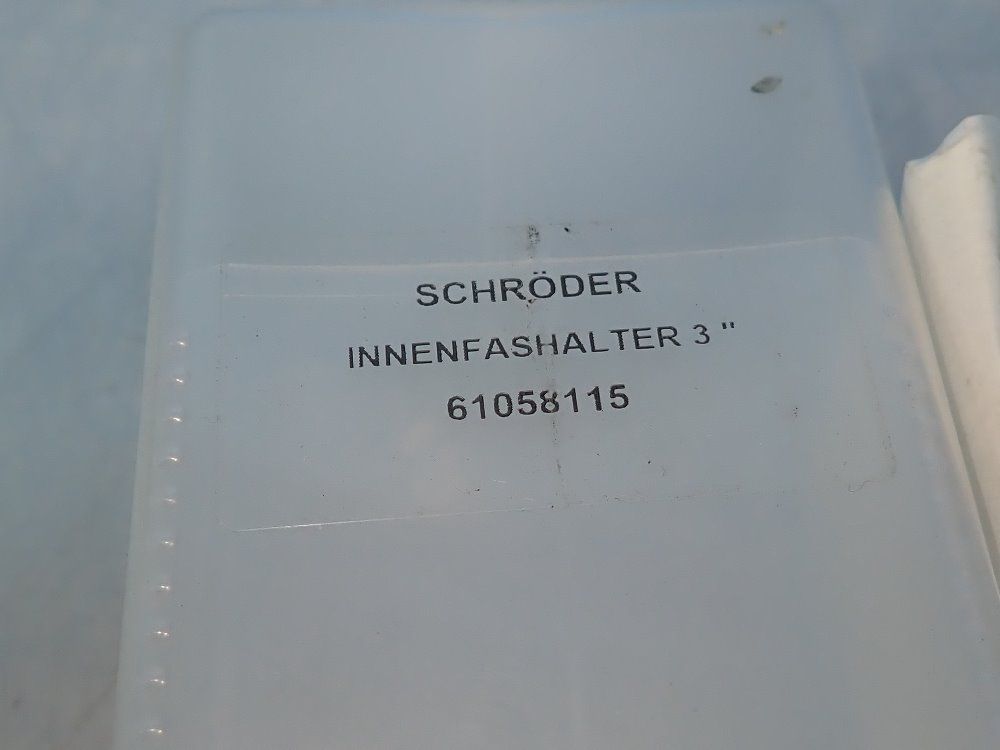 SCHRÖDER
INNENFASHALTER 3 "
61058115